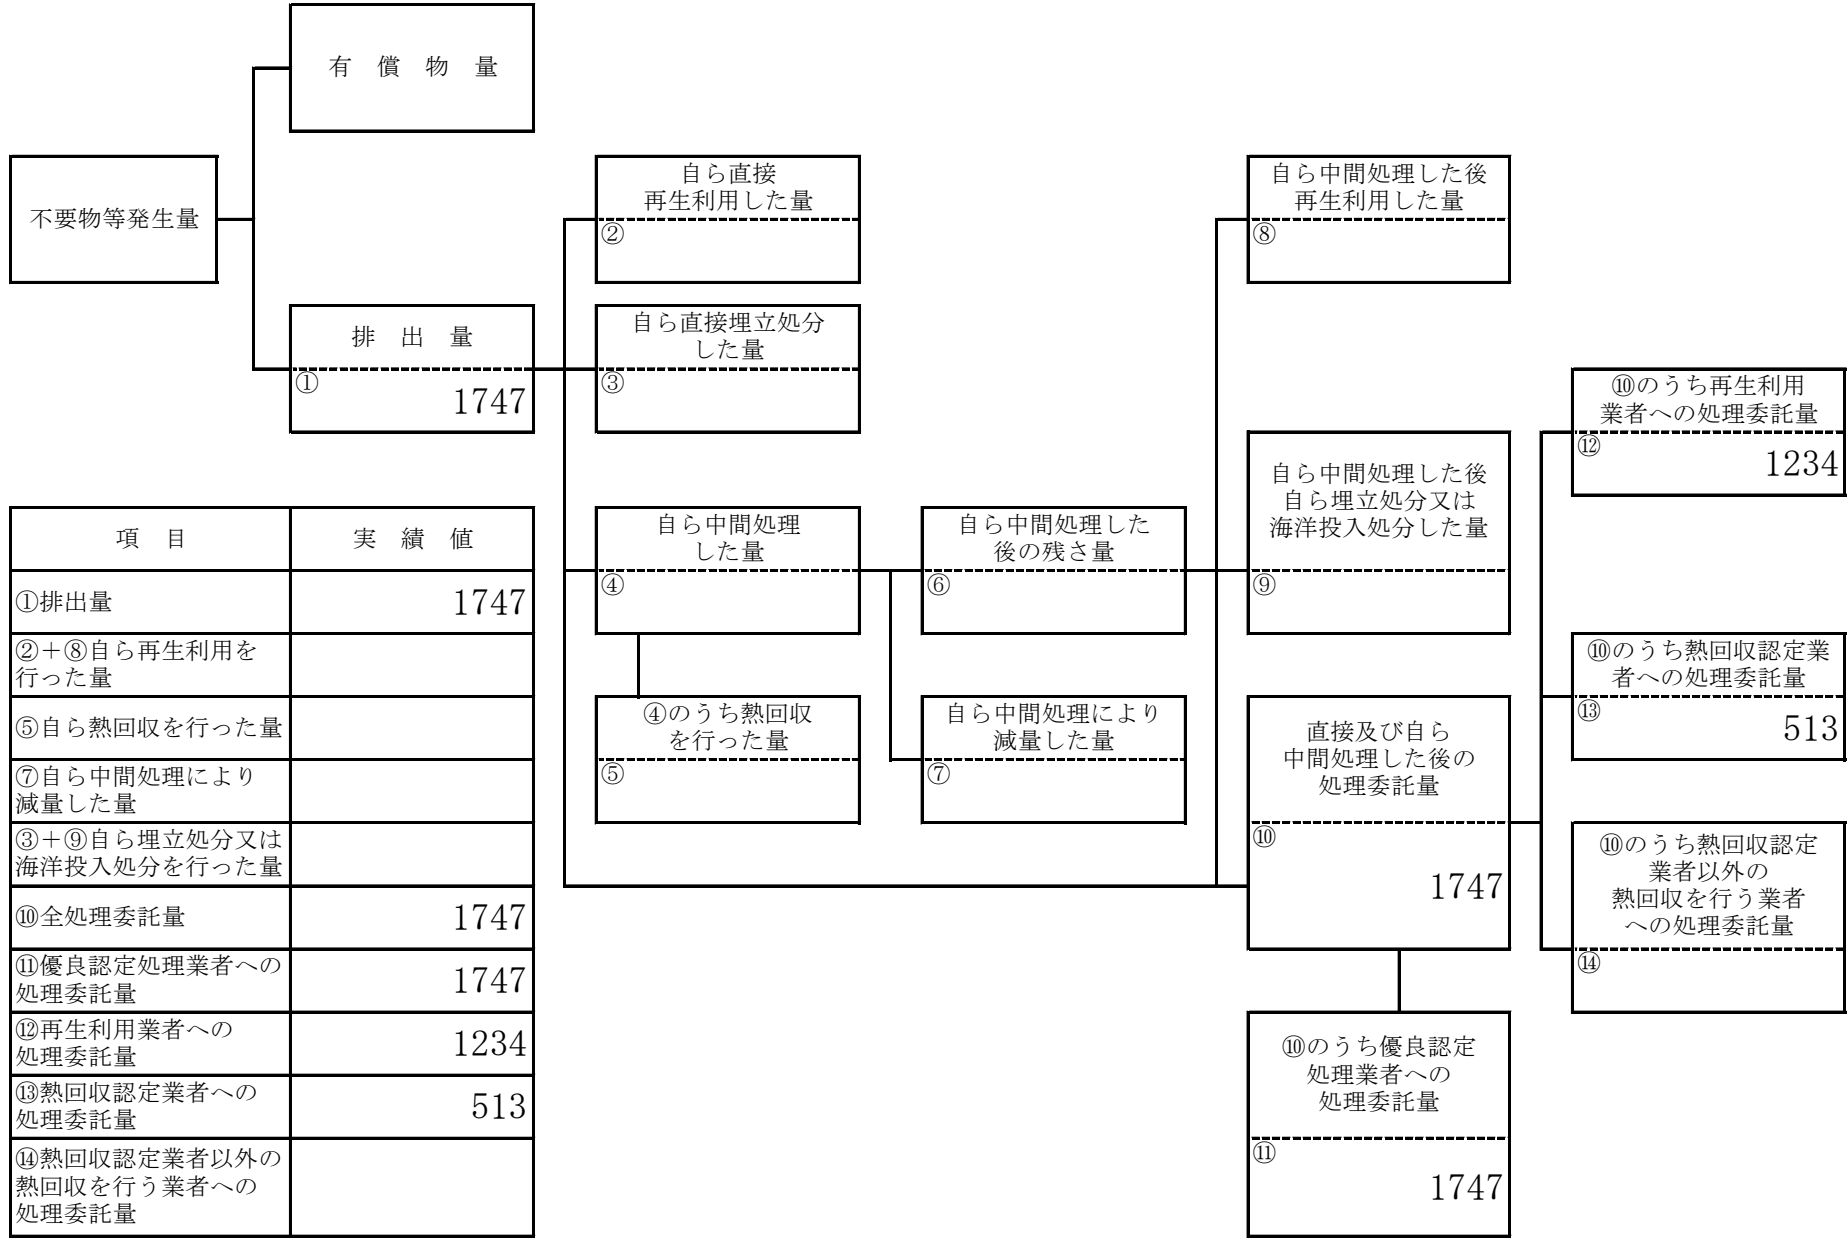 有　償　物　量
不要物等発生量
排　出　量
①
1747
自ら直接
再生利用した量
②
自ら直接埋立処分
した量
③
自ら中間処理
した量
④
④のうち熱回収
を行った量
⑤
自ら中間処理した
後の残さ量
⑥
自ら中間処理により
減量した量
⑦
自ら中間処理した後
再生利用した量
⑧
自ら中間処理した後
自ら埋立処分又は
海洋投入処分した量
⑨
直接及び自ら
中間処理した後の
処理委託量
⑩
1747
⑩のうち優良認定
処理業者への
処理委託量
⑪
1747
⑩のうち再生利用
業者への処理委託量
⑫
1234
⑩のうち熱回収認定業
者への処理委託量
⑬
513
⑩のうち熱回収認定
業者以外の
熱回収を行う業者
への処理委託量
⑭
項　目
実　績　値
①排出量
1747
②＋⑧自ら再生利用を
行った量
⑤自ら熱回収を行った量
⑦自ら中間処理により
減量した量
③＋⑨自ら埋立処分又は
海洋投入処分を行った量
⑩全処理委託量
1747
⑪優良認定処理業者への
処理委託量
1747
⑫再生利用業者への
処理委託量
1234
⑬熱回収認定業者への
処理委託量
513
⑭熱回収認定業者以外の
熱回収を行う業者への
処理委託量